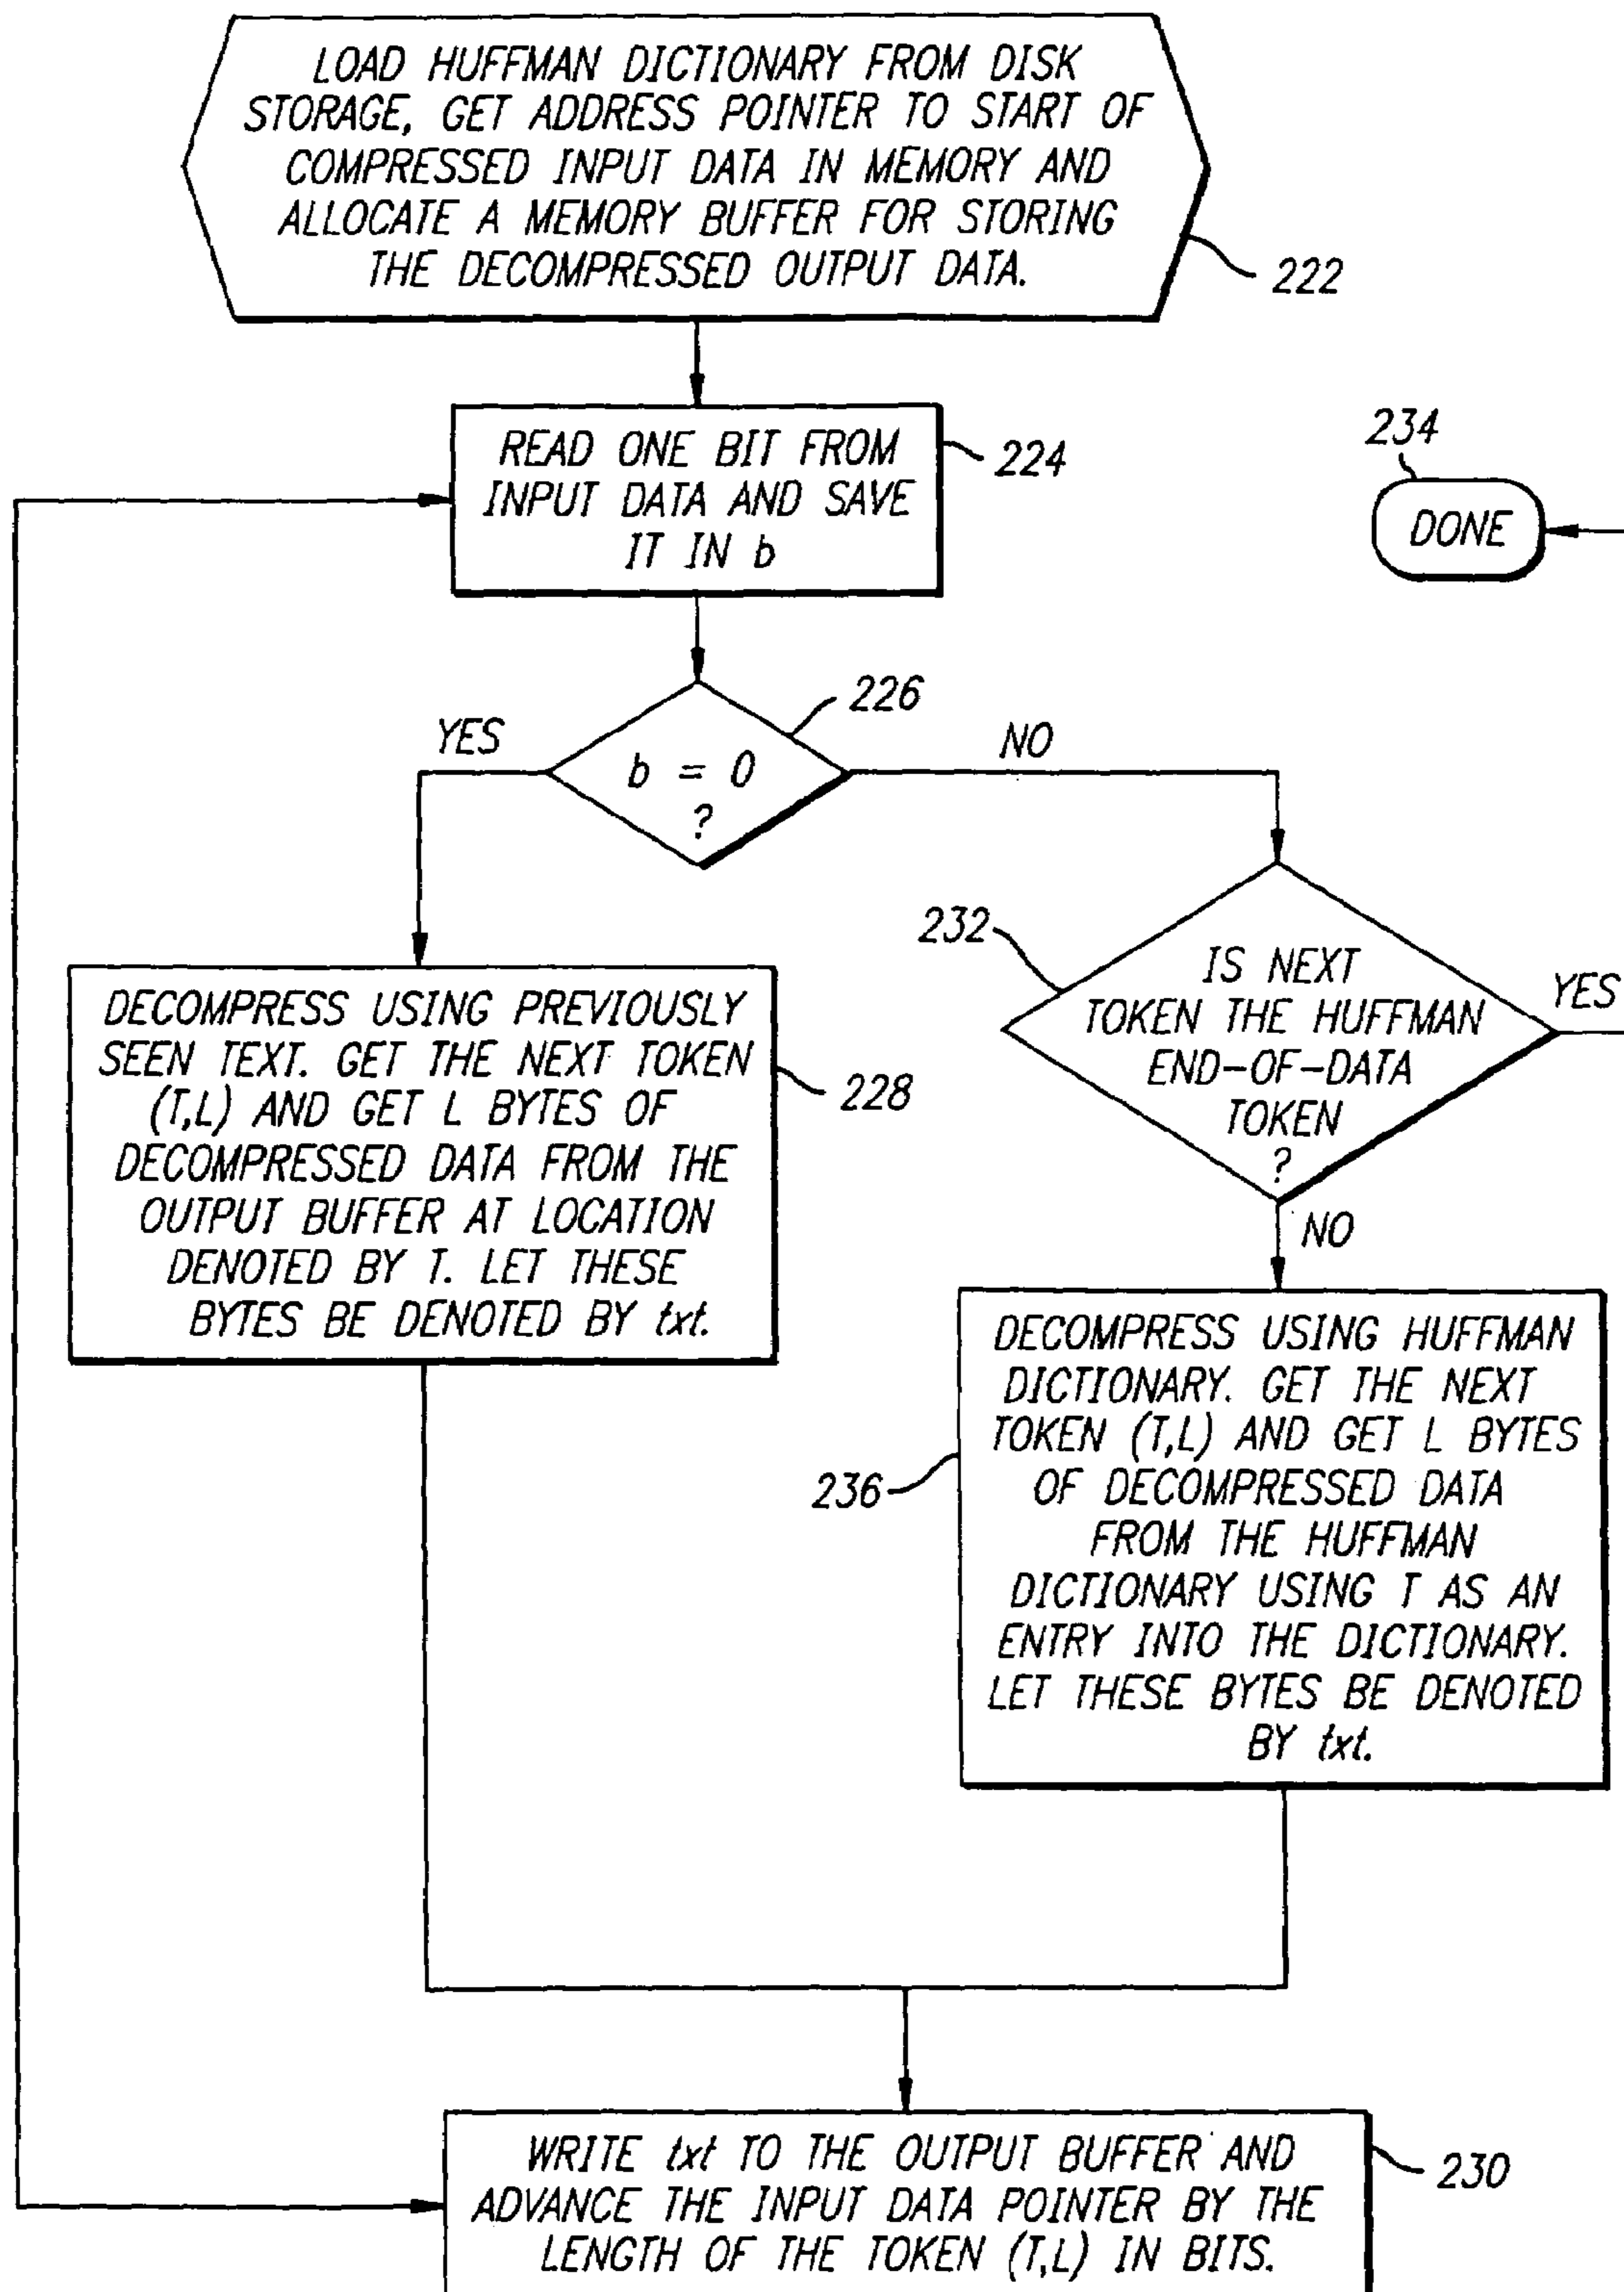 LOAD HUFFMAN DICTIONARY FROM DISK
STORAGE, GET ADDRESS POINTER TO START OF
COMPRESSED INPUT DATA IN MEMORY AND
ALLOCATE A MEMORY BUFFER FOR STORING
THE DECOMPRESSED OUTPUT DATA.
222
READ ONE BIT FROM
INPUT DATA AND SAVE
IT IN b
224
234
DONE
226
YES
NO
b = 0
?
232
IS NEXT
TOKEN THE HUFFMAN
END-OF-DATA
TOKEN
?
YES
NO
DECOMPRESS USING PREVIOUSLY
SEEN TEXT. GET THE NEXT TOKEN
(T,L) AND GET L BYTES OF
DECOMPRESSED DATA FROM THE
OUTPUT BUFFER AT LOCATION
DENOTED BY T. LET THESE
BYTES BE DENOTED BY txt.
228
DECOMPRESS USING HUFFMAN
DICTIONARY. GET THE NEXT
TOKEN (T,L) AND GET L BYTES
OF DECOMPRESSED DATA
FROM THE HUFFMAN
DICTIONARY USING T AS AN
ENTRY INTO THE DICTIONARY.
LET THESE BYTES BE DENOTED
BY txt.
236
WRITE txt TO THE OUTPUT BUFFER AND
ADVANCE THE INPUT DATA POINTER BY THE
LENGTH OF THE TOKEN (T,L) IN BITS.
230